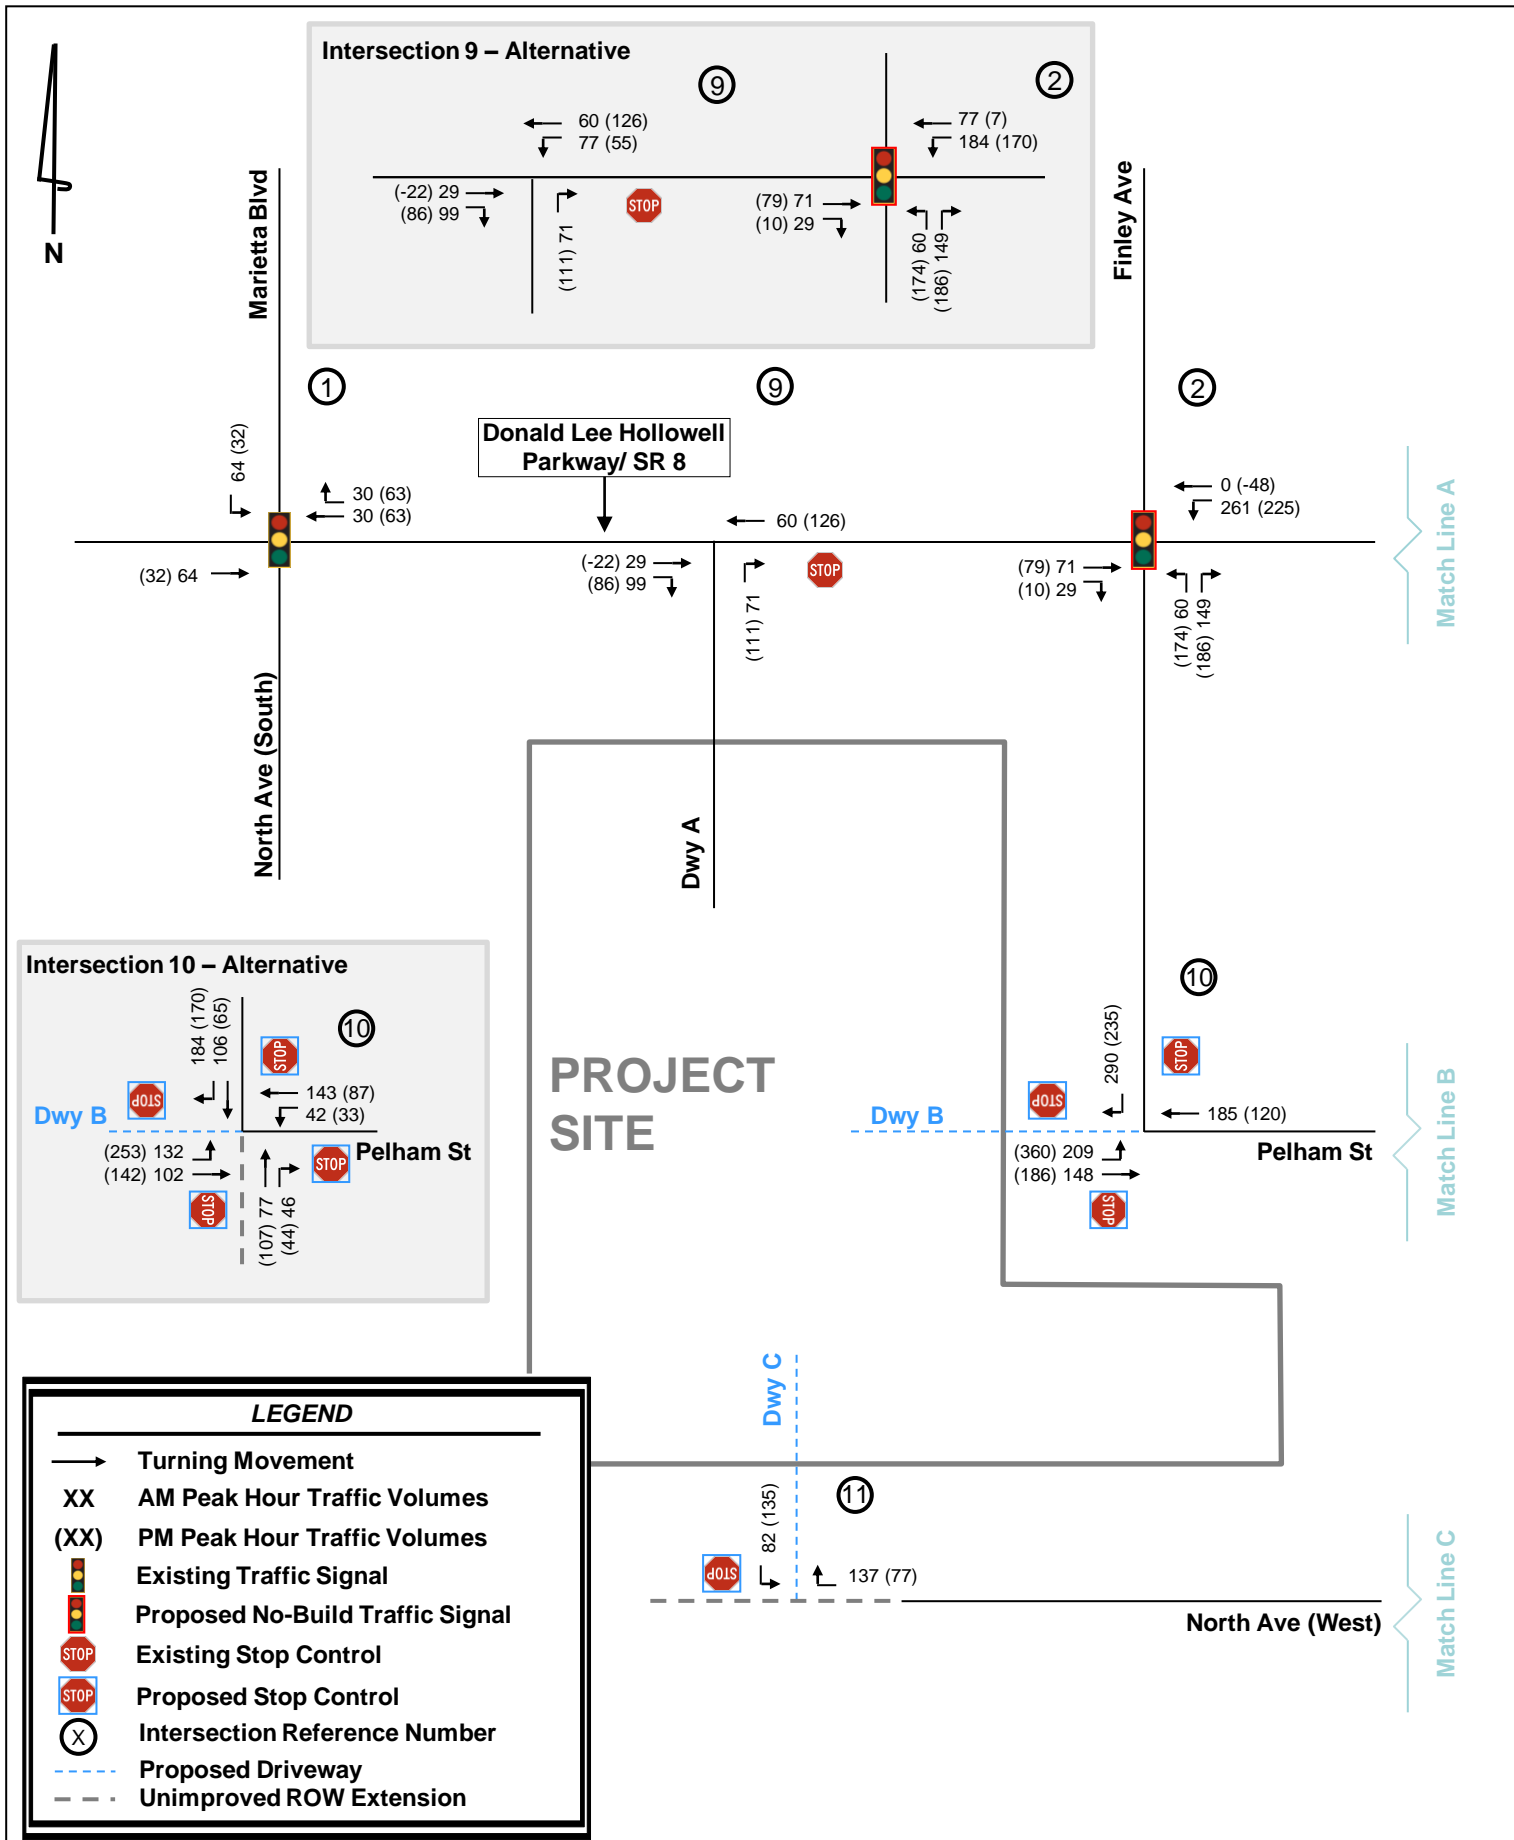 Intersection 9 – Alternative
9
2
60 (126)
77 (55)
77 (7)
184 (170)
(-22) 29
(86) 99
(111) 71
STOP
(79) 71
(10) 29
(174) 60
(186) 149
N
Marietta Blvd
Finley Ave
1
9
2
64 (32)
30 (63)
30 (63)
(32) 64
Donald Lee Hollowell
Parkway/ SR 8
60 (126)
(-22) 29
(86) 99
(111) 71
STOP
0 (-48)
261 (225)
(79) 71
(10) 29
(174) 60
(186) 149
Match Line A
North Ave (South)
Dwy A
Intersection 10 – Alternative
184 (170)
106 (65)
10
STOP
STOP
143 (87)
42 (33)
Dwy B
Pelham St
(253) 132
(142) 102
STOP
STOP
(107) 77
(44) 46
PROJECT
SITE
10
290 (235)
STOP
STOP
Dwy B
185 (120)
Pelham St
(360) 209
(186) 148
STOP
Match Line B
Dwy C
11
82 (135)
STOP
137 (77)
North Ave (West)
Match Line C
LEGEND
Turning Movement
XX AM Peak Hour Traffic Volumes
(XX) PM Peak Hour Traffic Volumes
Existing Traffic Signal
Proposed No-Build Traffic Signal
STOP Existing Stop Control
STOP Proposed Stop Control
X Intersection Reference Number
Proposed Driveway
Unimproved ROW Extension